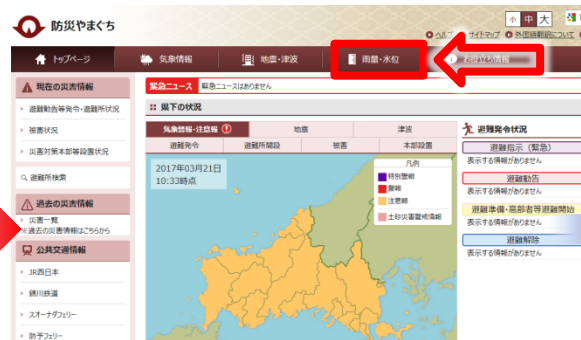 防災やまぐち
小 中 大
サイトマップ 外国語翻訳について
トップページ 気象情報 地震・津波 雨量・水位 お役立ち情報
現在の災害情報
避難勧告等発令・避難所状況
被害状況
災害対策本部等設置状況
避難所検索
過去の災害情報
災害一覧
※過去の災害情報はこちらから
公共交通情報
JR西日本
錦川鉄道
スオーナダフェリー
防予フェリー
緊急ニュース 緊急ニュースはありません
県下の状況
気象警報・注意報 地震 津波
避難発令 避難所開設 被害 本部設置
2017年03月21日
10:33時点
凡例
特別警報
警報
注意報
土砂災害警戒情報
避難発令状況
避難指示（緊急）
表示する情報がありません
避難勧告
表示する情報がありません
避難準備・高齢者等避難開始
表示する情報がありません
避難解除
表示する情報がありません